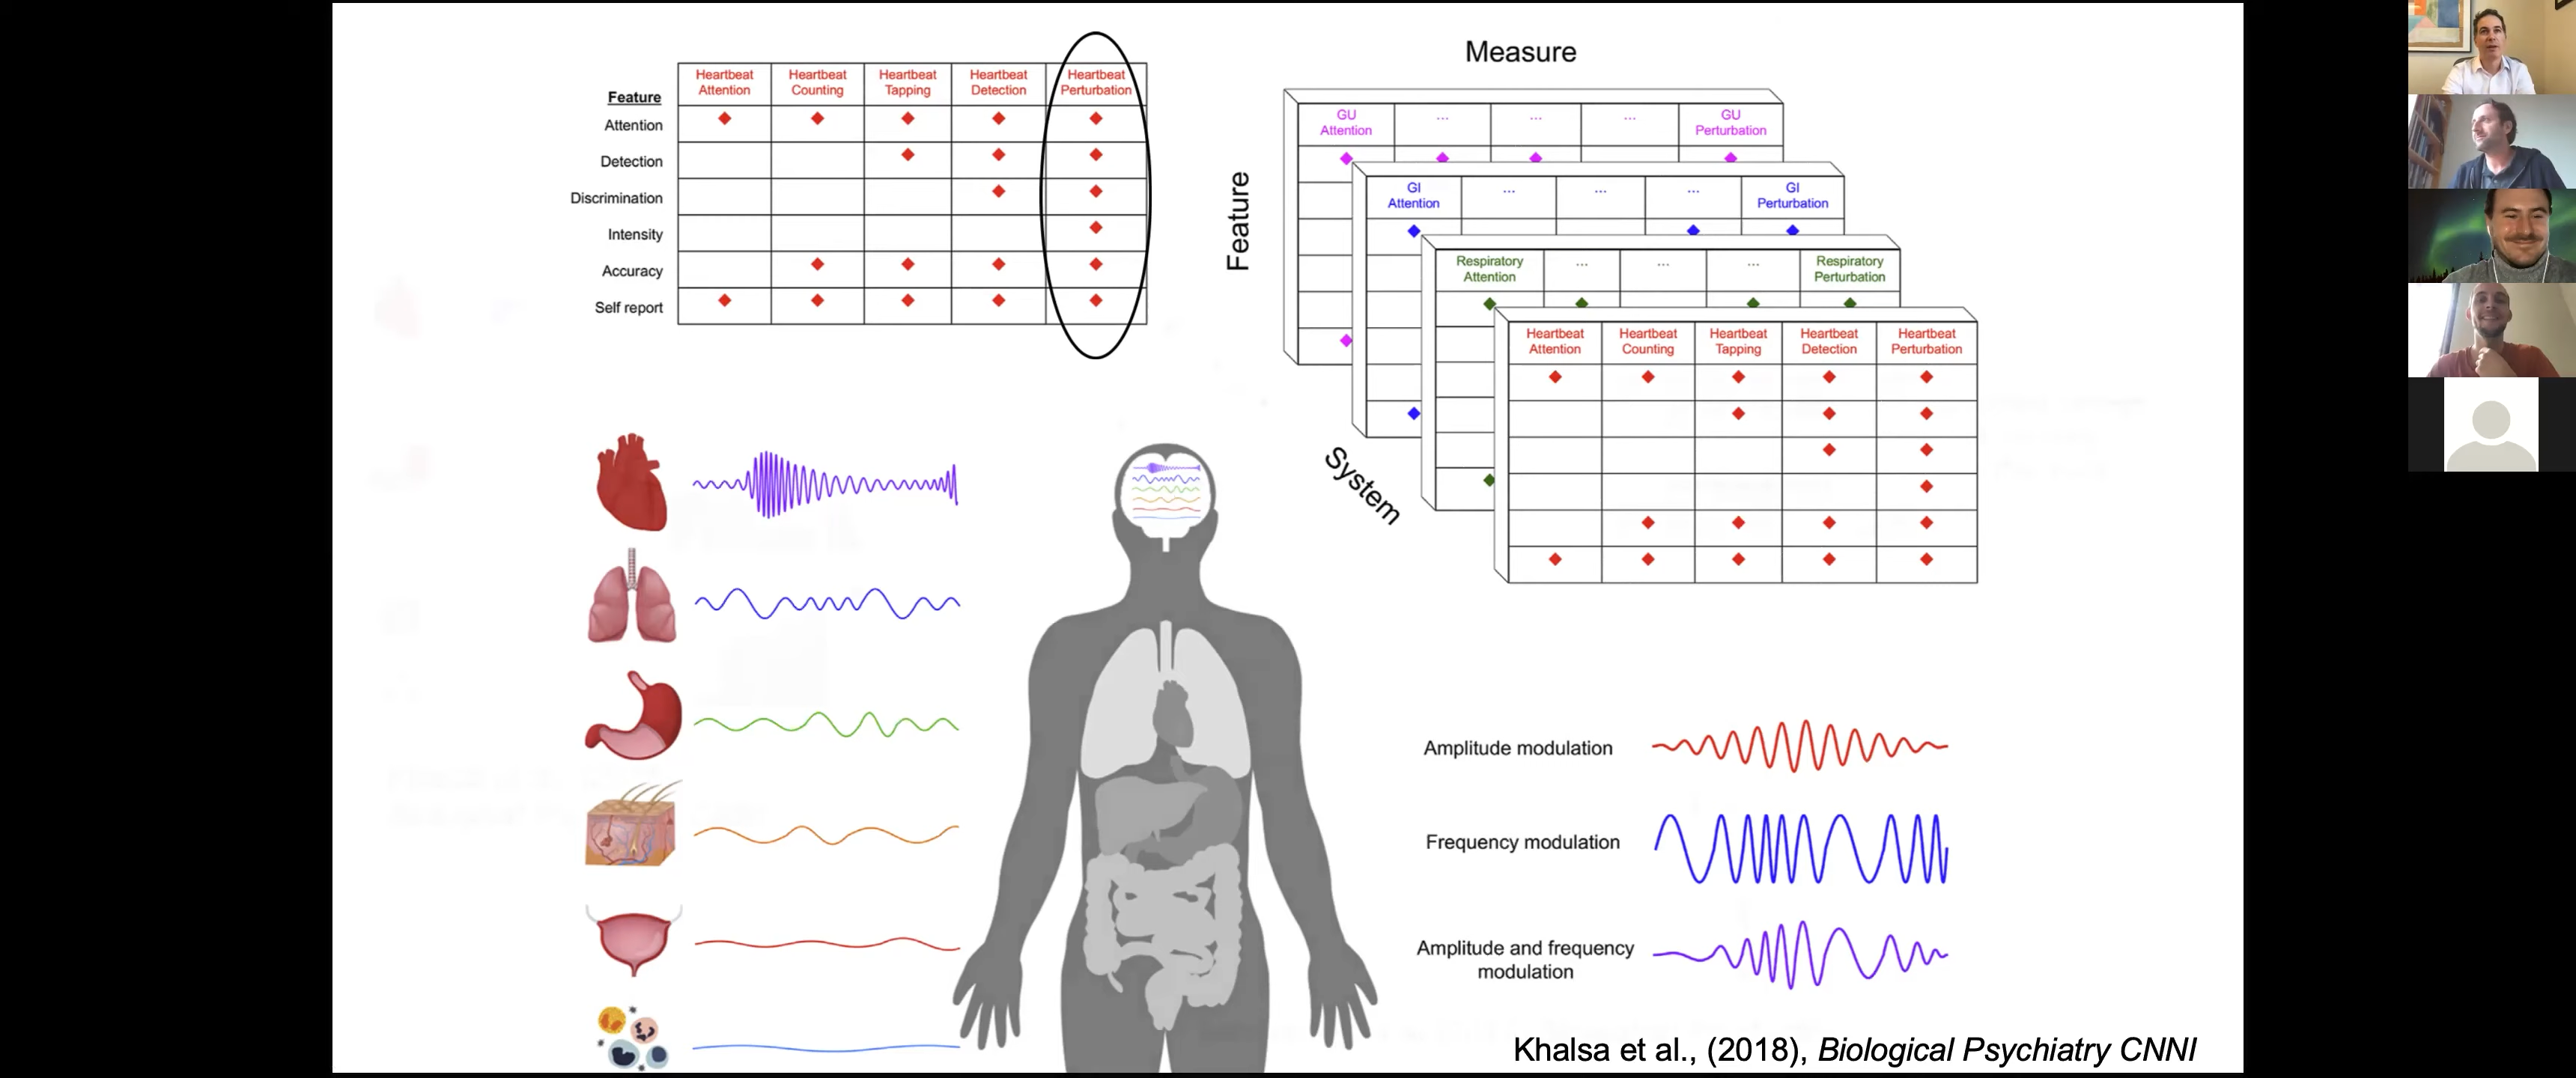 Heartbeat Attention
Heartbeat Counting
Heartbeat Tapping
Heartbeat Detection
Heartbeat Perturbation
Feature
Attention
Detection
Discrimination
Intensity
Accuracy
Self report
Measure
Feature
System
GU Attention
...
...
...
GU Perturbation
GI Attention
...
...
...
GI Perturbation
Respiratory Attention
...
...
...
Respiratory Perturbation
Heartbeat Attention
Heartbeat Counting
Heartbeat Tapping
Heartbeat Detection
Heartbeat Perturbation
Amplitude modulation
Frequency modulation
Amplitude and frequency
modulation
Khalsa et al., (2018), Biological Psychiatry CNNI